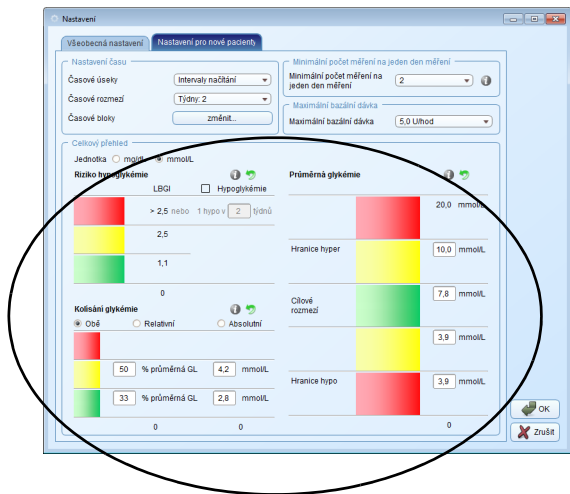 Nastavení
Všeobecná nastavení Nastavení pro nové pacienty
Nastavení času
Časové úseky Intervaly načítání
Časové rozmezí Týdny: 2
Časové bloky změnit...
Minimální počet měření na jeden den měření
Minimální počet měření na jeden den měření 2
Maximální bazální dávka
Maximální bazální dávka 5,0 U/hod
Celkový přehled
Jednotka mg/dl mmol/L
Riziko hypoglykémie
LBGI Hypoglykémie
> 2,5 nebo 1 hypo v 2 týdnů
2,5
1,1
0
Kolísání glykémie
Obě Relativní Absolutní
50 % průměrná GL 4,2 mmol/L
33 % průměrná GL 2,8 mmol/L
0 0
Průměrná glykémie
20,0 mmol/L
Hranice hyper 10,0 mmol/L
Cílové rozmezí 7,8 mmol/L
3,9 mmol/L
Hranice hypo 3,9 mmol/L
0
OK
Zrušit